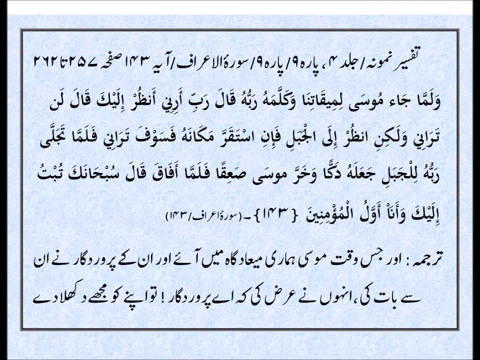 تفسیر نمونہ/جلد ۴، پارہ ۹/ پارہ ۹/سورۃ الاعراف/آیہ ۱۴۳ صفحہ ۲۵۷ تا ۲۶۲
وَلَمَّا جَاء مُوسَى لِمِيقَاتِنَا وَكَلَّمَهُ رَبُّهُ قَالَ رَبِّ أَرِنِي أَنظُرْ إِلَيْكَ قَالَ لَن
تَرَانِي وَلَكِنِ انظُرْ إِلَى الْجَبَلِ فَإِنِ اسْتَقَرَّ مَكَانَهُ فَسَوْفَ تَرَانِي فَلَمَّا تَجَلَّى
رَبُّهُ لِلْجَبَلِ جَعَلَهُ دَكًّا وَخَرَّ موسَى صَعِقًا فَلَمَّا أَفَاقَ قَالَ سُبْحَانَكَ تُبْتُ
إِلَيْكَ وَأَنَاْ أَوَّلُ الْمُؤْمِنِينَ {۱۴۳}۔ (سورۃ اعراف/۱۴۳)
ترجمہ: اور جس وقت موسی ہماری میعاد گاہ میں آئے اور ان کے پروردگار نے ان
سے بات کی، انہوں نے عرض کی کہ اے پروردگار! تو اپنے کو مجھے دکھلا دے